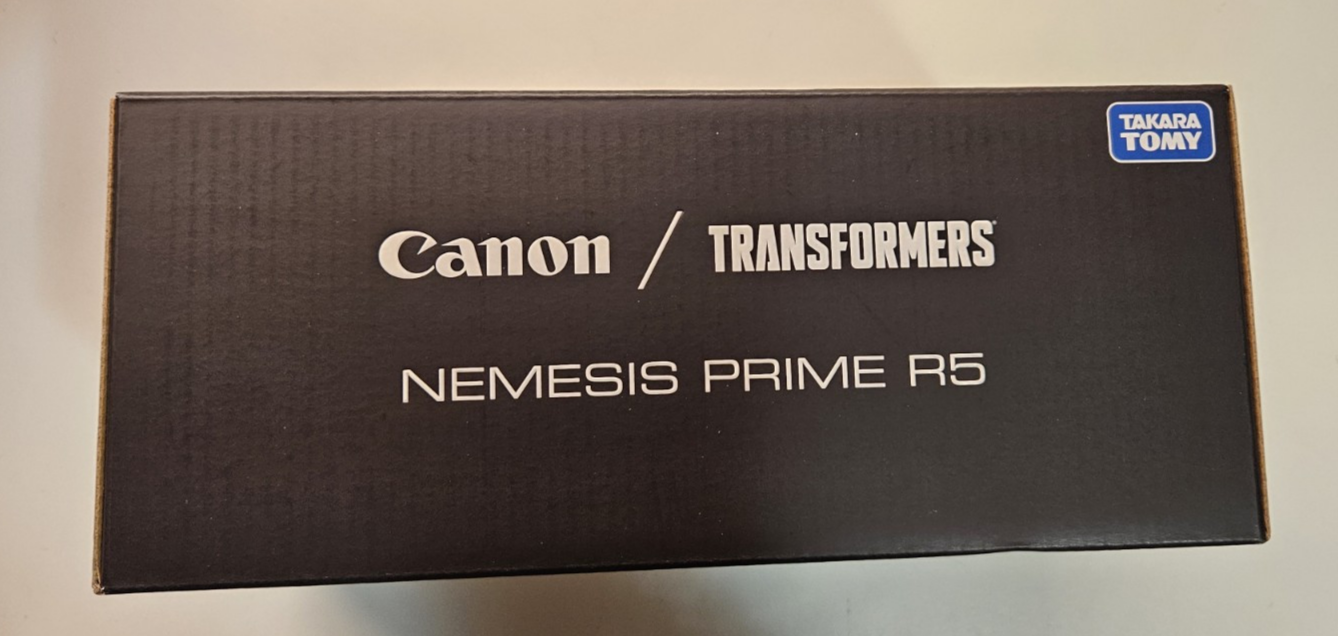 TAKARA
TOMY
Canon / TRANSFORMERS
NEMESIS PRIME R5